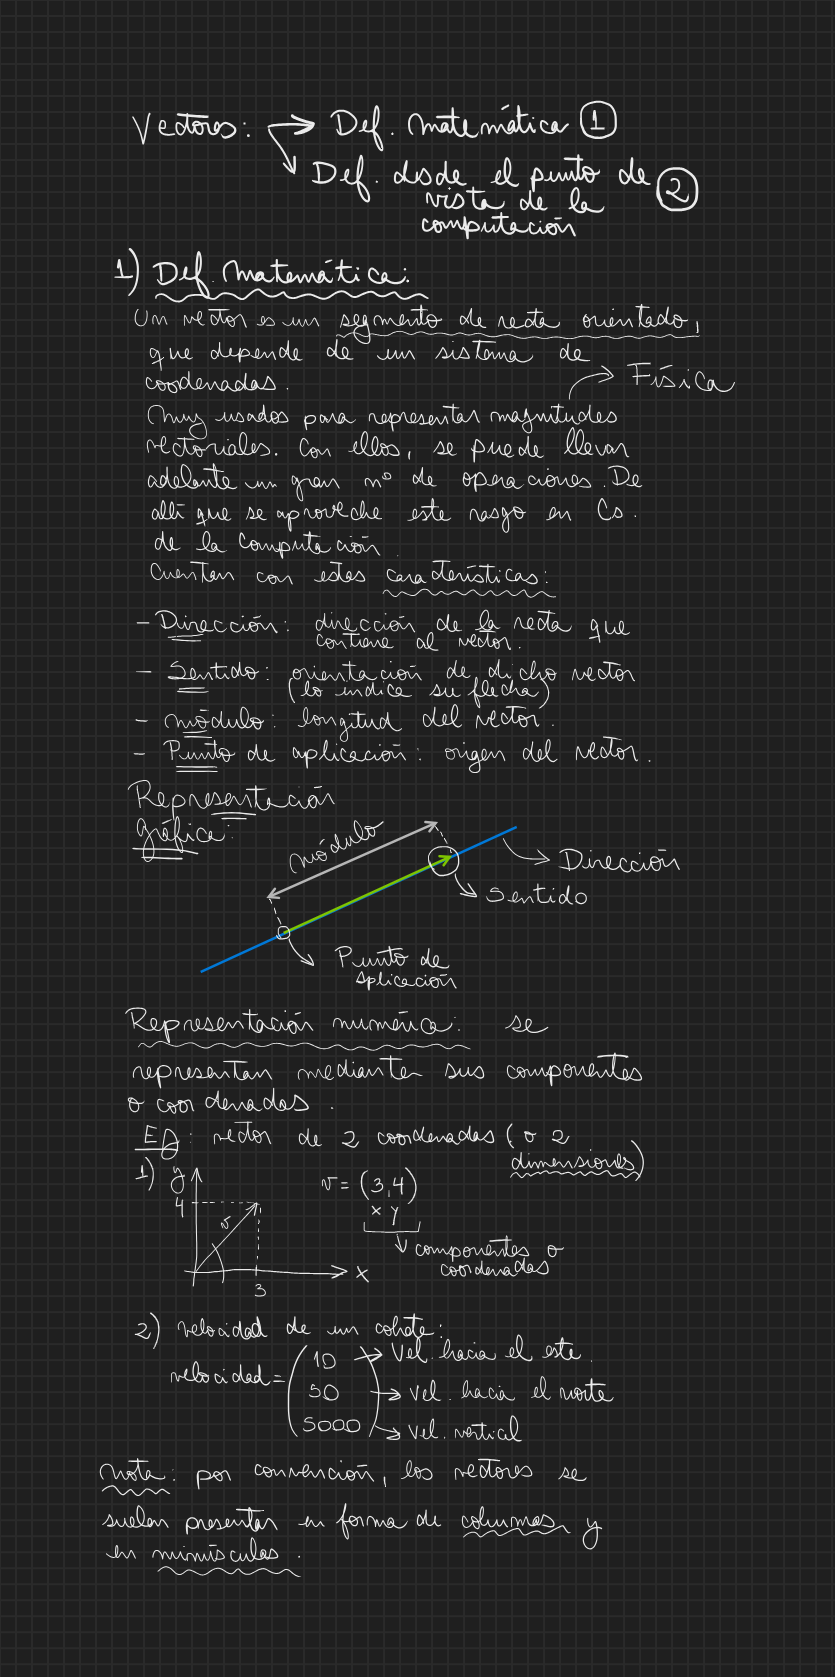 Vectores: Def. matemática 1
Def. desde el punto de 2
vista de la
computación
1) Def. matemática:
Un vector es un segmento de recta orientado,
que depende de un sistema de
coordenadas.
Física
Muy usados para representar magnitudes
vectoriales. Con ellos, se puede llevar
adelante un gran nº de operaciones. De
allí que se aproveche este rasgo en Cs.
de la Computación.
Cuentan con estas características:
- Dirección: dirección de la recta que
contiene al vector.
- Sentido: orientación de dicho vector
(lo indica su flecha)
- módulo: longitud del vector.
- Punto de aplicación: origen del vector.
Representación
gráfica:
módulo
Dirección
Sentido
Punto de
Aplicación
Representación numérica: se
representan mediante sus componentes
o coordenadas.
Ej: vector de 2 coordenadas (o 2
dimensiones)
1) y
v = (3,4)
4
x y
v
componentes o
coordenadas
x
3
2) velocidad de un cohete:
10 Vel. hacia el este.
velocidad =
50 vel. hacia el norte
5000 vel. vertical
Nota: por convención, los vectores se
suelen presentar en forma de columnas y
en minúsculas.